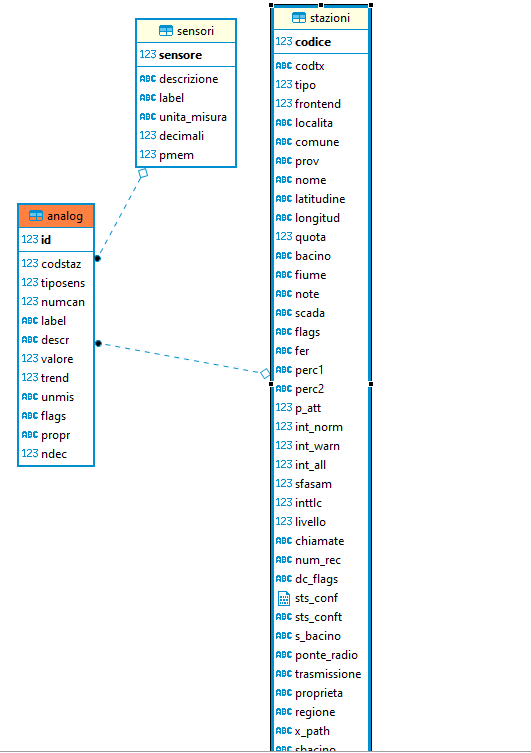 sensori
123 sensore
ABC descrizione
ABC label
ABC unita_misura
123 decimali
123 pmem
analog
123 id
123 codstaz
123 tiposens
123 numcan
ABC label
ABC descr
123 valore
123 trend
ABC unmis
ABC flags
ABC propr
123 ndec
stazioni
123 codice
ABC codtx
123 tipo
123 frontend
ABC localita
ABC comune
ABC prov
ABC nome
ABC latitudine
ABC longitud
123 quota
ABC bacino
ABC fiume
ABC note
ABC scada
ABC flags
ABC fer
ABC perc1
ABC perc2
123 p_att
123 int_norm
123 int_warn
123 int_all
123 sfasam
123 inttlc
123 livello
ABC chiamate
ABC num_rec
ABC dc_flags
sts_conf
ABC sts_conft
ABC s_bacino
ABC ponte_radio
ABC trasmissione
ABC proprieta
ABC regione
ABC x_path
ABC sbacino